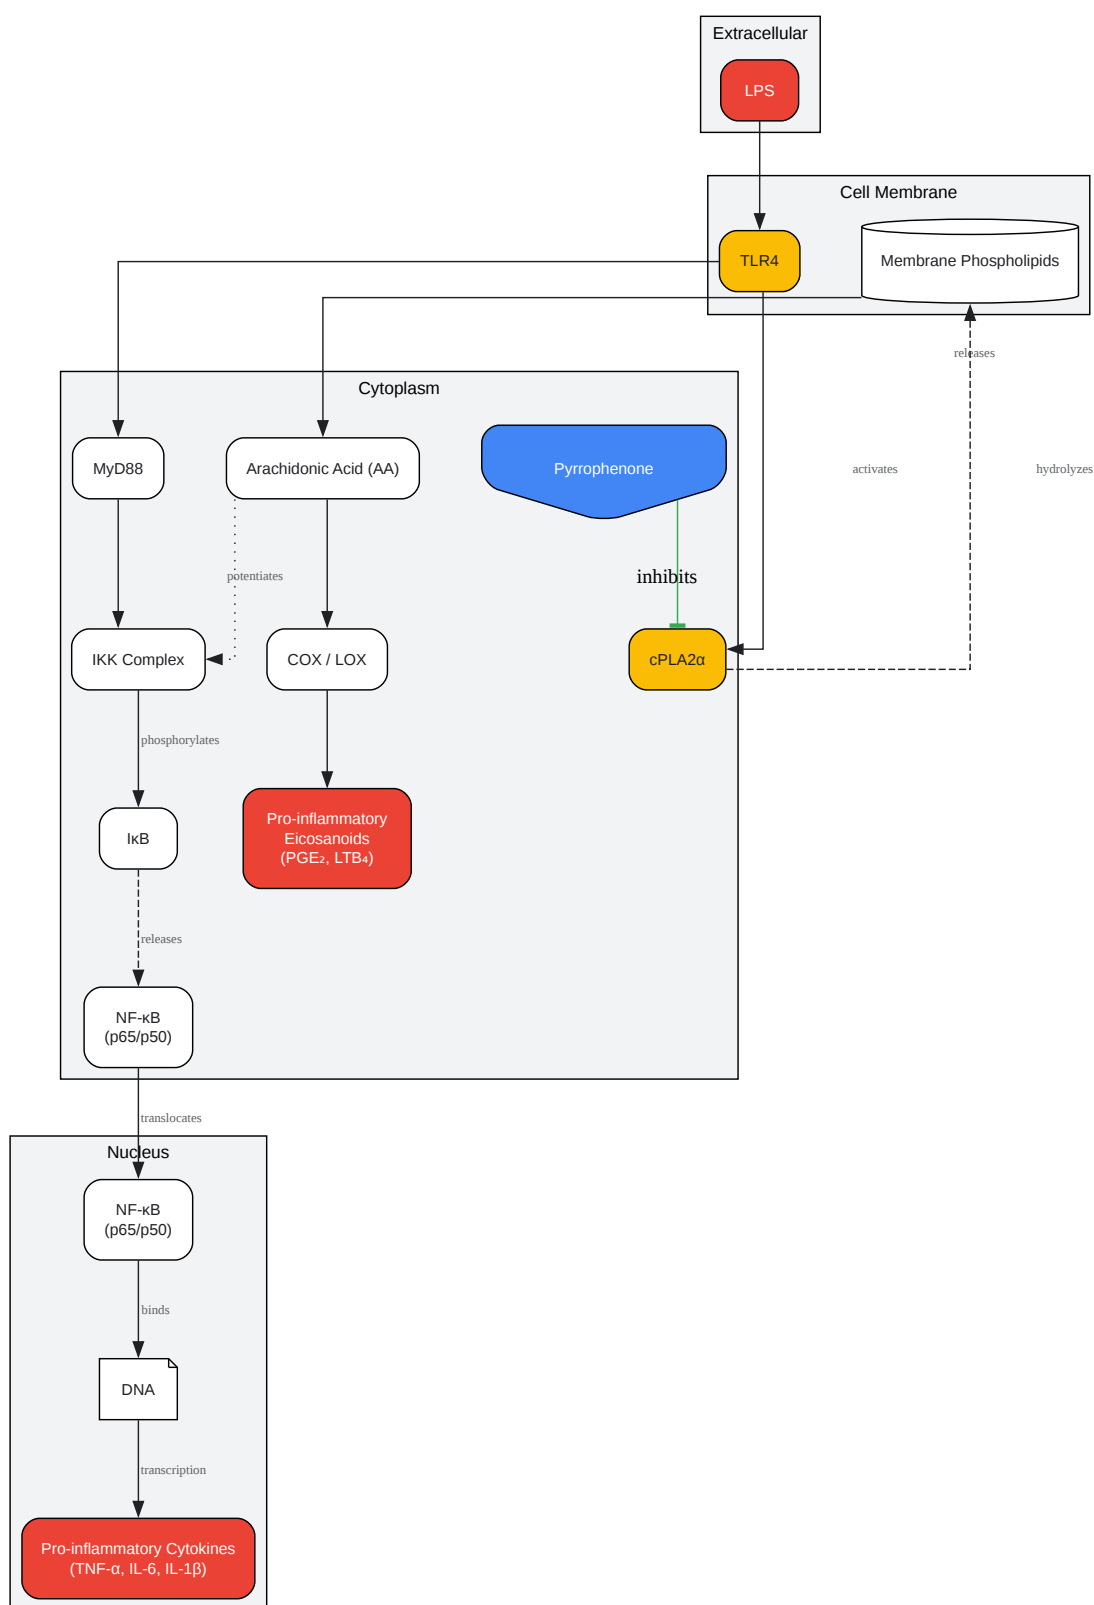 Extracellular
LPS
Cell Membrane
TLR4
Membrane Phospholipids
releases
Cytoplasm
MyD88
Arachidonic Acid (AA)
Pyrrophenone
activates
hydrolyzes
potentiates
inhibits
IKK Complex
COX / LOX
cPLA2α
phosphorylates
Pro-inflammatory
Eicosanoids
(PGE₂, LTB₄)
IκB
releases
NF-κB
(p65/p50)
translocates
Nucleus
NF-κB
(p65/p50)
binds
DNA
transcription
Pro-inflammatory Cytokines
(TNF-α, IL-6, IL-1β)